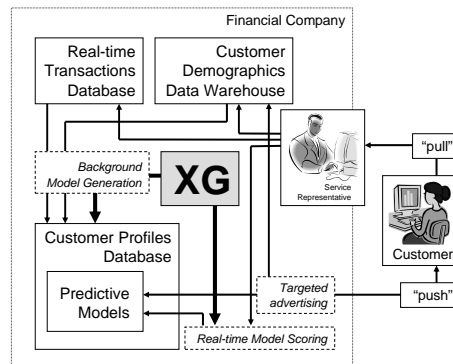 Financial Company
Real-time
Transactions
Database
Customer
Demographics
Data Warehouse
Service
Representative
“pull”
Background
Model Generation
XG
Customer
Customer Profiles
Database
Predictive
Models
Targeted
advertising
“push”
Real-time Model Scoring